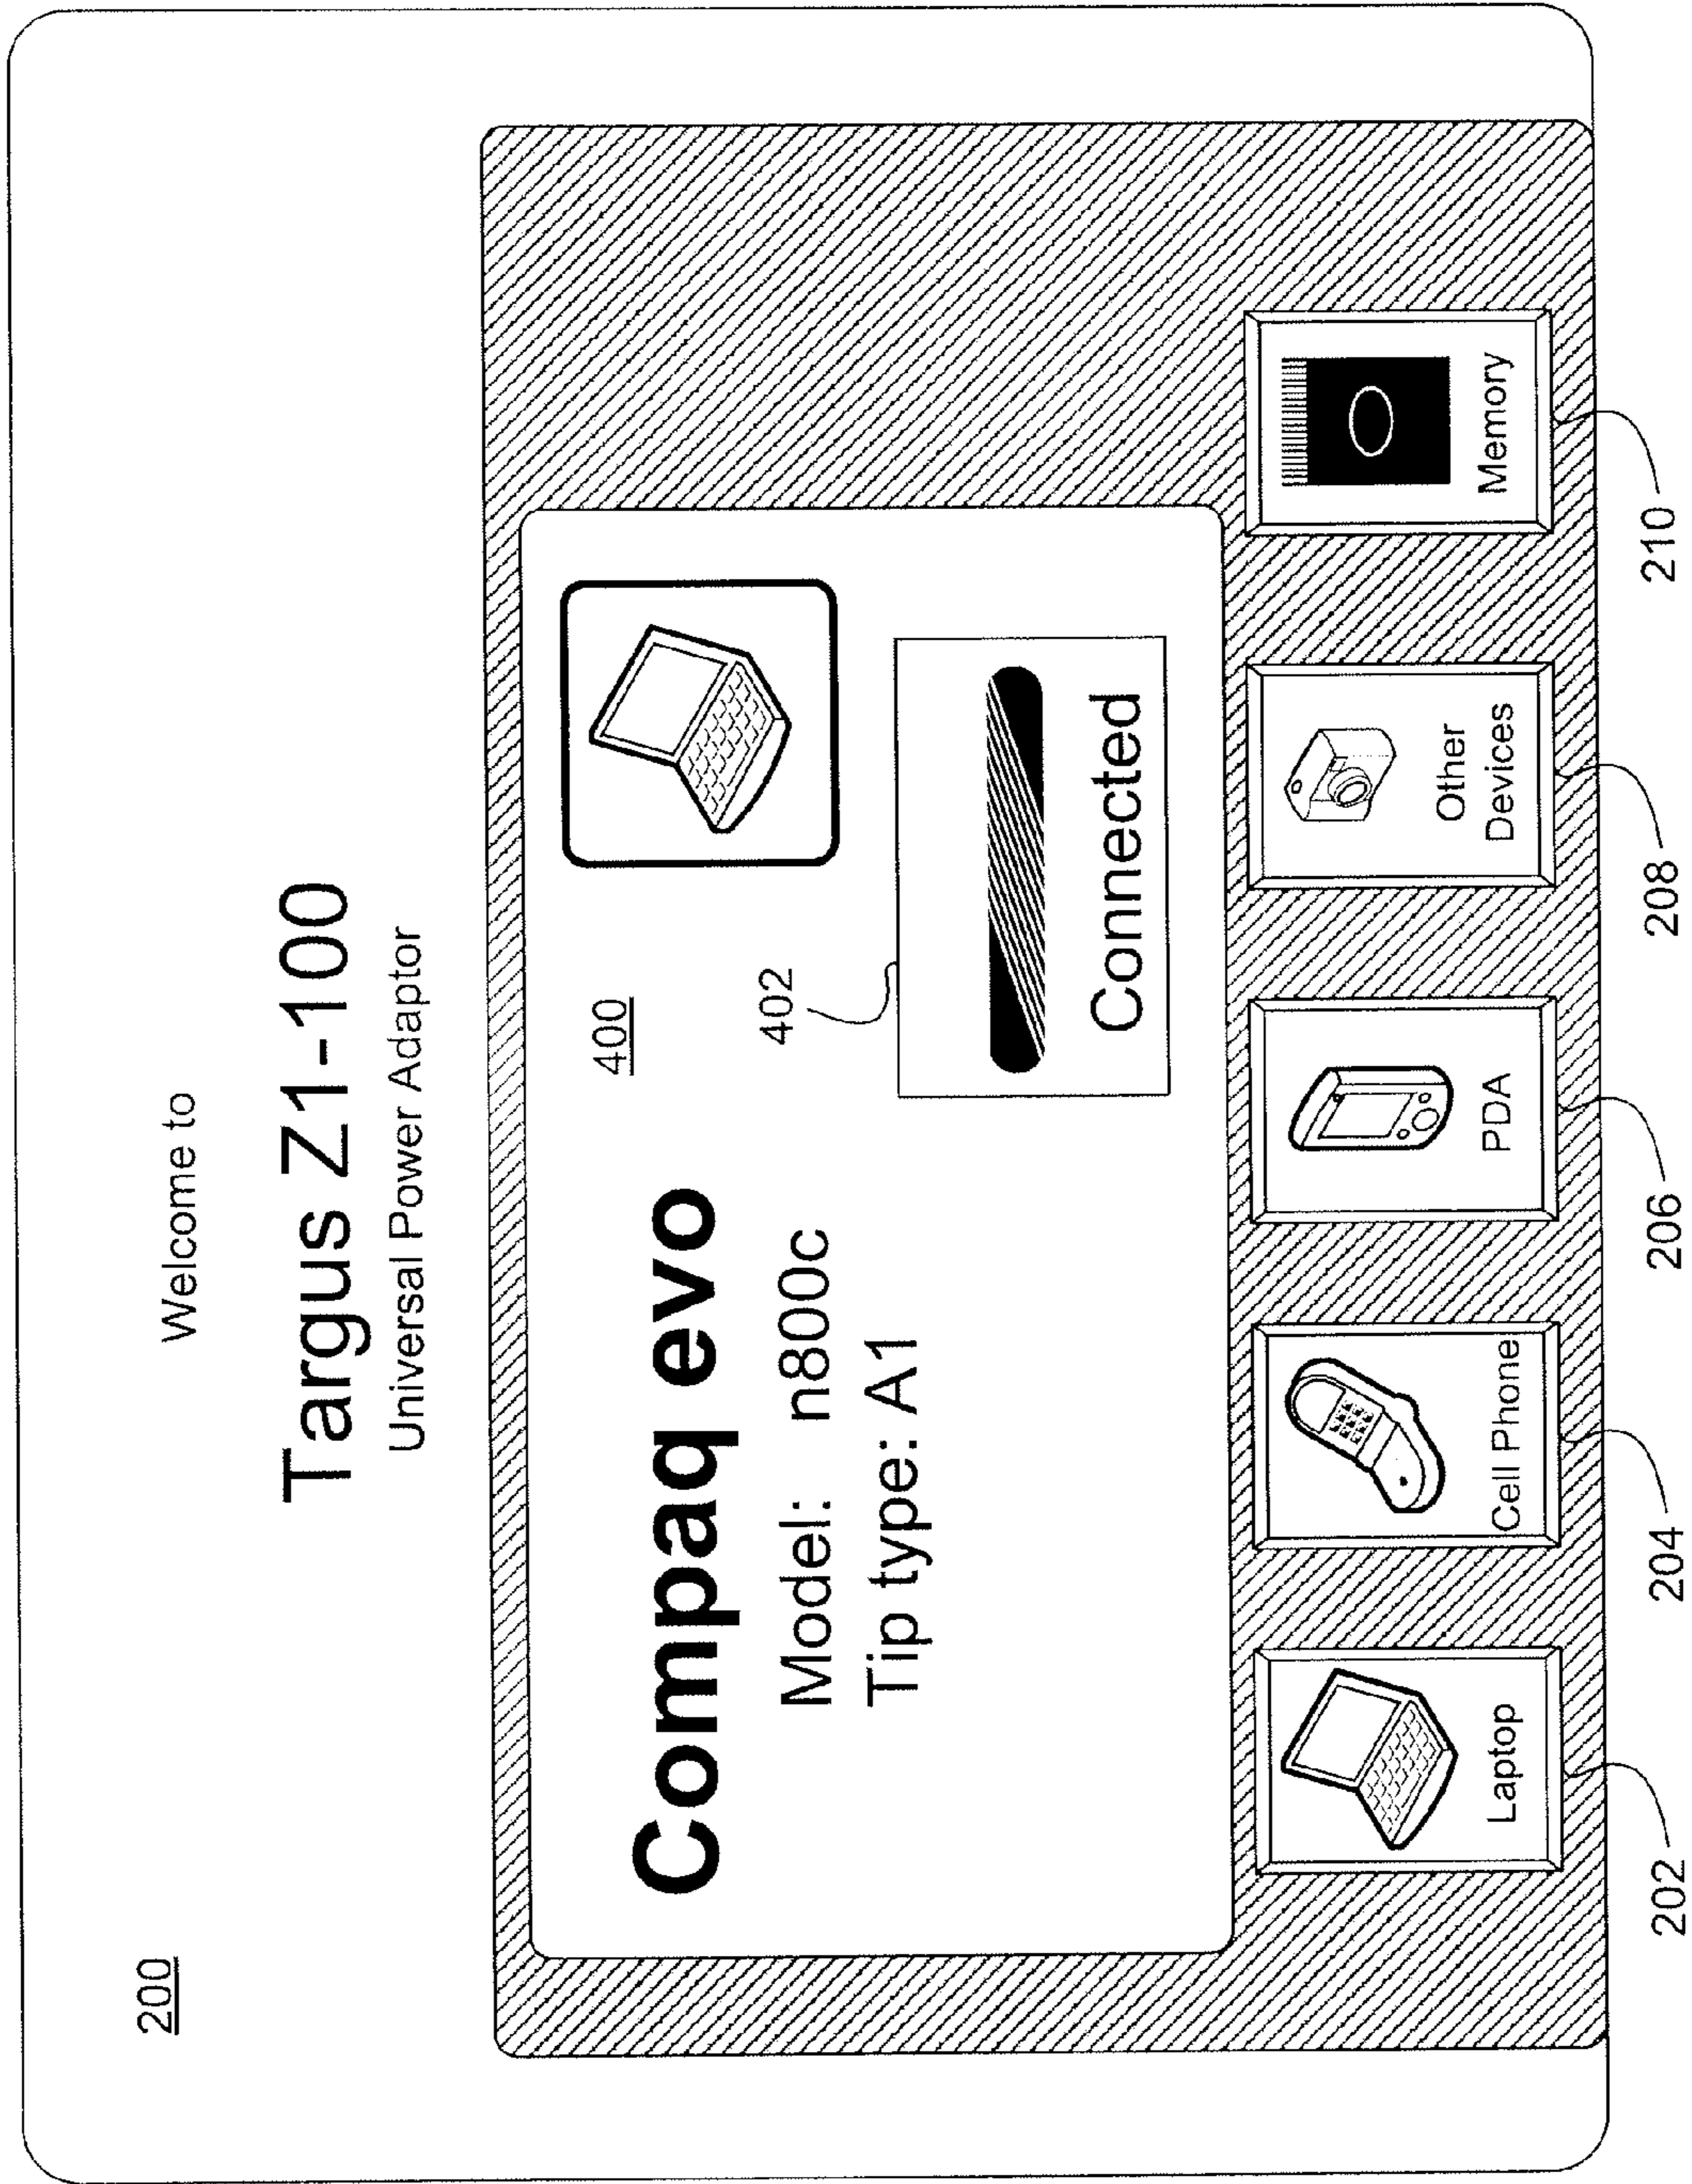 200
Welcome to
Targus Z1-100
Universal Power Adaptor
Compaq evo
400
Model: n800c
Tip type: A1
402
Connected
Laptop
Cell Phone
PDA
Other
Devices
Memory
202
204
206
208
210